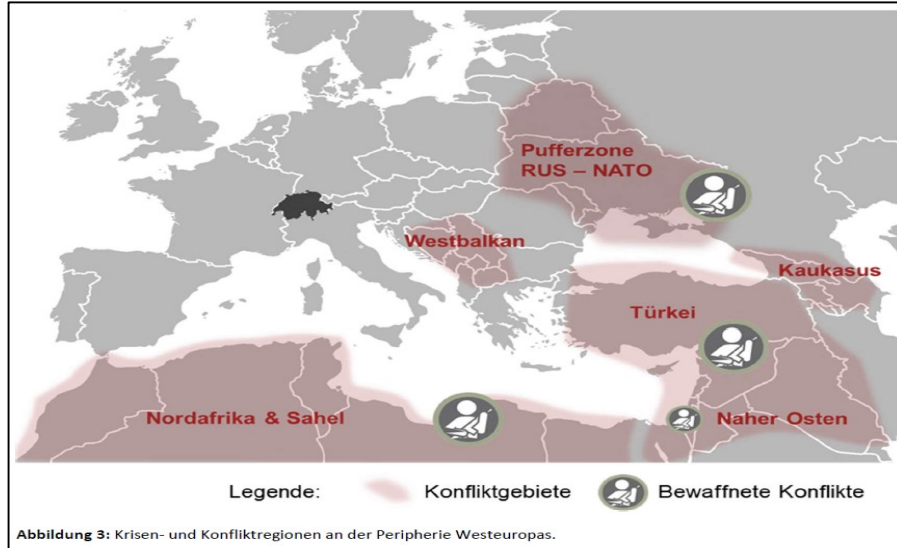 Pufferzone
RUS – NATO
Westbalkan
Kaukasus
Türkei
Nordafrika & Sahel
Naher Osten
Legende: Konfliktgebiete Bewaffnete Konflikte
Abbildung 3: Krisen- und Konfliktregionen an der Peripherie Westeuropas.